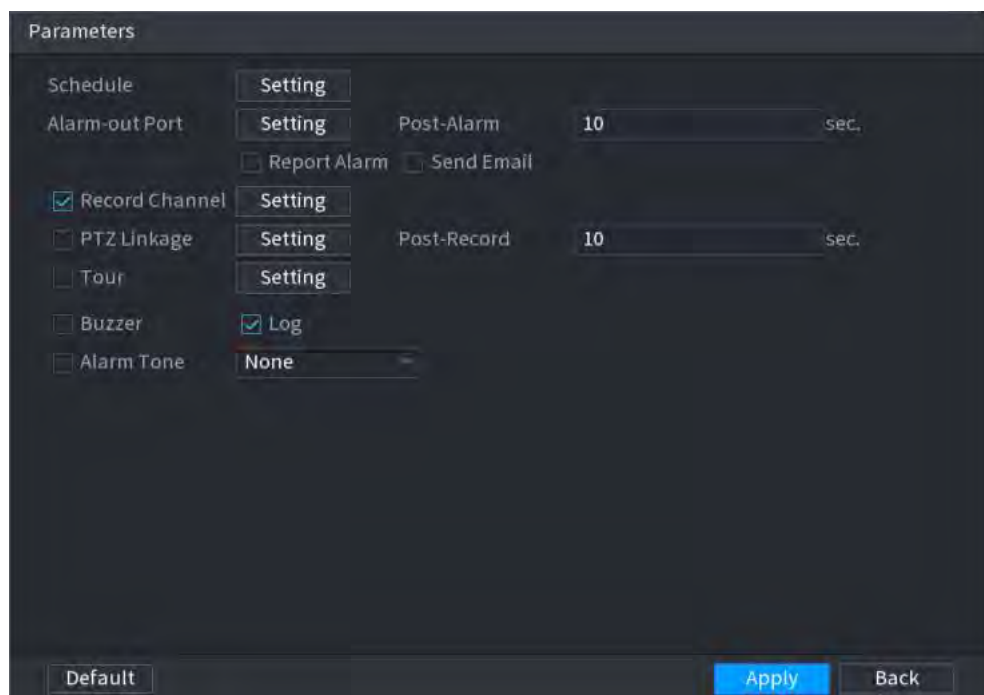 Parameters
Schedule Setting
Alarm-out Port Setting Post-Alarm 10 sec.
Report Alarm Send Email
Record Channel Setting
PTZ Linkage Setting Post-Record 10 sec.
Tour Setting
Buzzer Log
Alarm Tone None
Default Apply Back